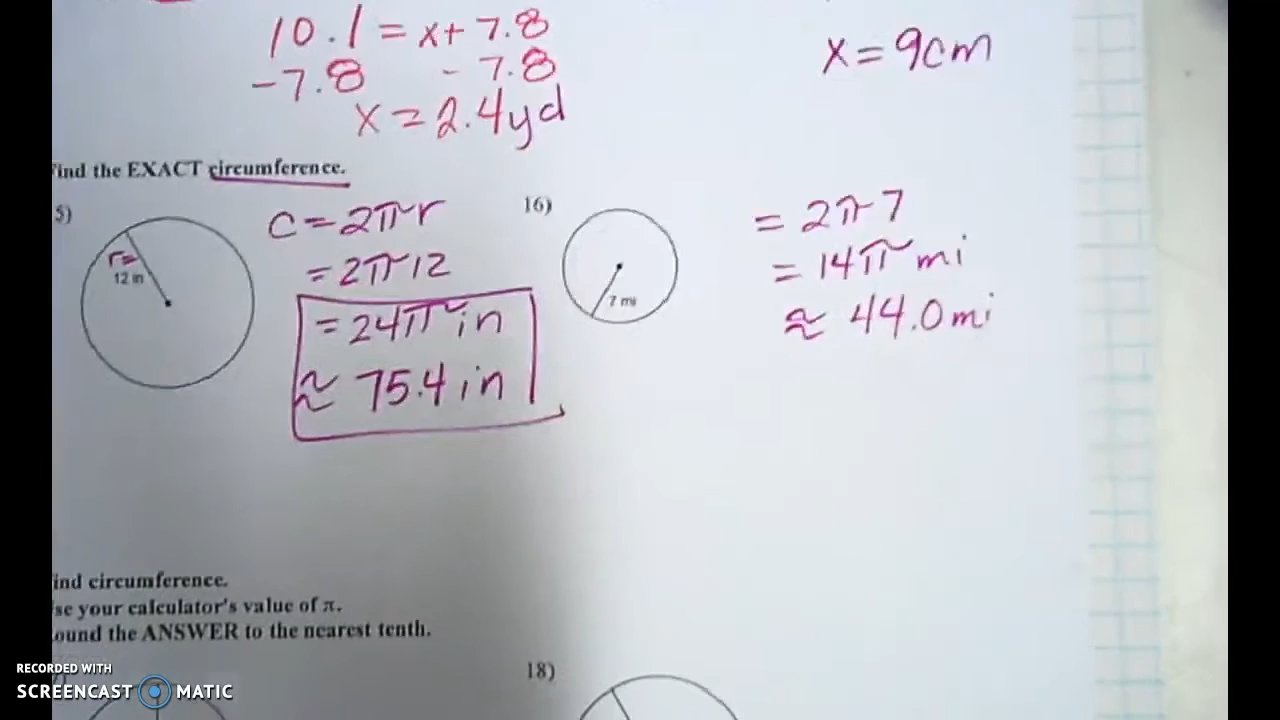 10.1 = x + 7.8
-7.8 - 7.8
x = 2.4yd
x = 9cm
ind the EXACT circumference.
5)
r=
12 in
C = 2πr
= 2π12
= 24π in
≈ 75.4 in
16)
7 mi
= 2π7
= 14π mi
≈ 44.0mi
ind circumference.
se your calculator's value of π.
ound the ANSWER to the nearest tenth.
18)
RECORDED WITH
SCREENCAST MATIC